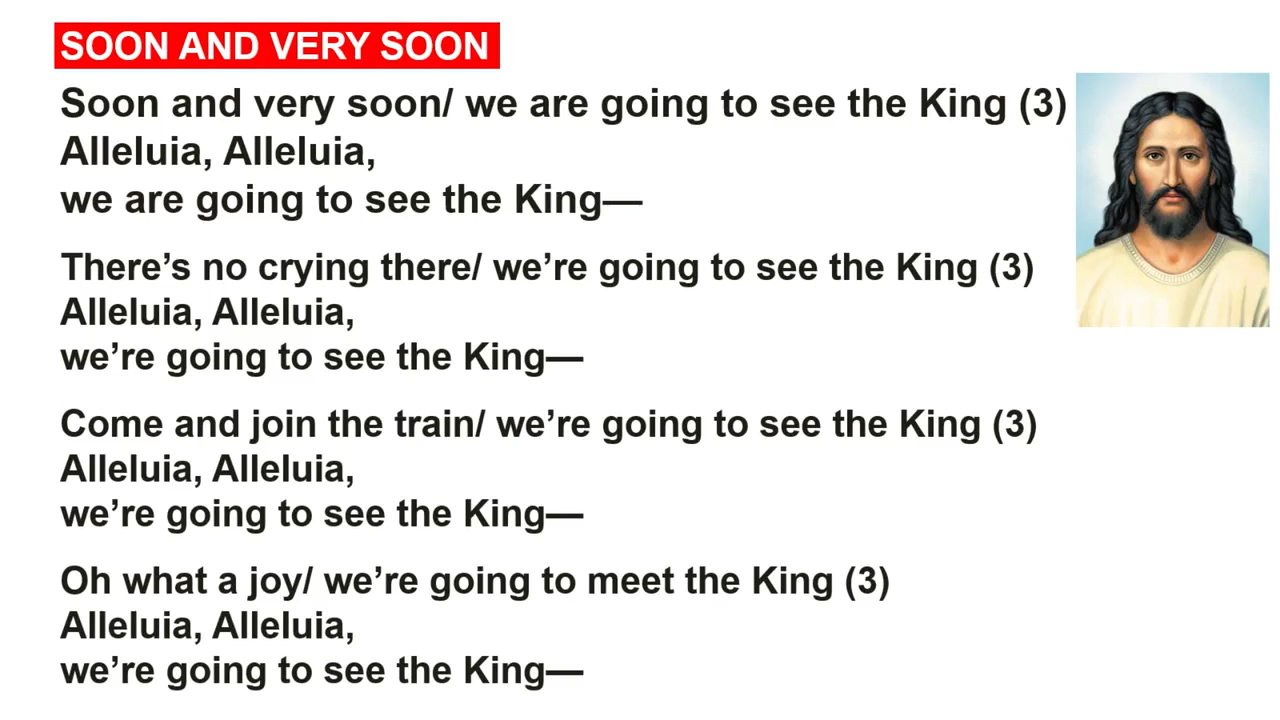 SOON AND VERY SOON
Soon and very soon/ we are going to see the King (3)
Alleluia, Alleluia,
we are going to see the King—
There’s no crying there/ we’re going to see the King (3)
Alleluia, Alleluia,
we’re going to see the King—
Come and join the train/ we’re going to see the King (3)
Alleluia, Alleluia,
we’re going to see the King—
Oh what a joy/ we’re going to meet the King (3)
Alleluia, Alleluia,
we’re going to see the King—